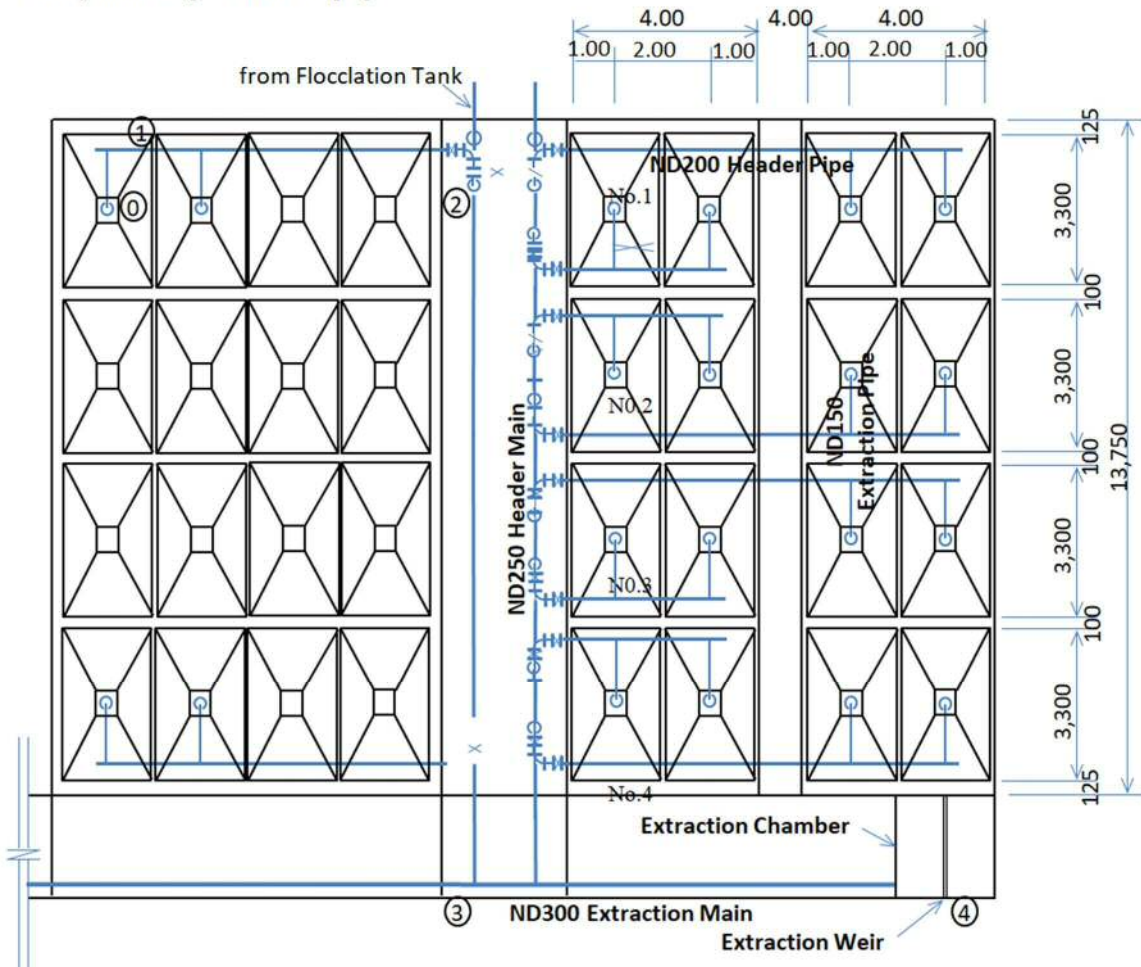 4.00 4.00 4.00
1.00 2.00 1.00 1.00 2.00 1.00
from Flocclation Tank
125
①
ND200 Header Pipe
x
⓪
②
No.1
3,300
100
ND150
Extraction Pipe
N0.2
3,300
100
13,750
ND250 Header Main
N0.3
3,300
100
3,300
x
No.4
125
Extraction Chamber
③
ND300 Extraction Main
④
Extraction Weir